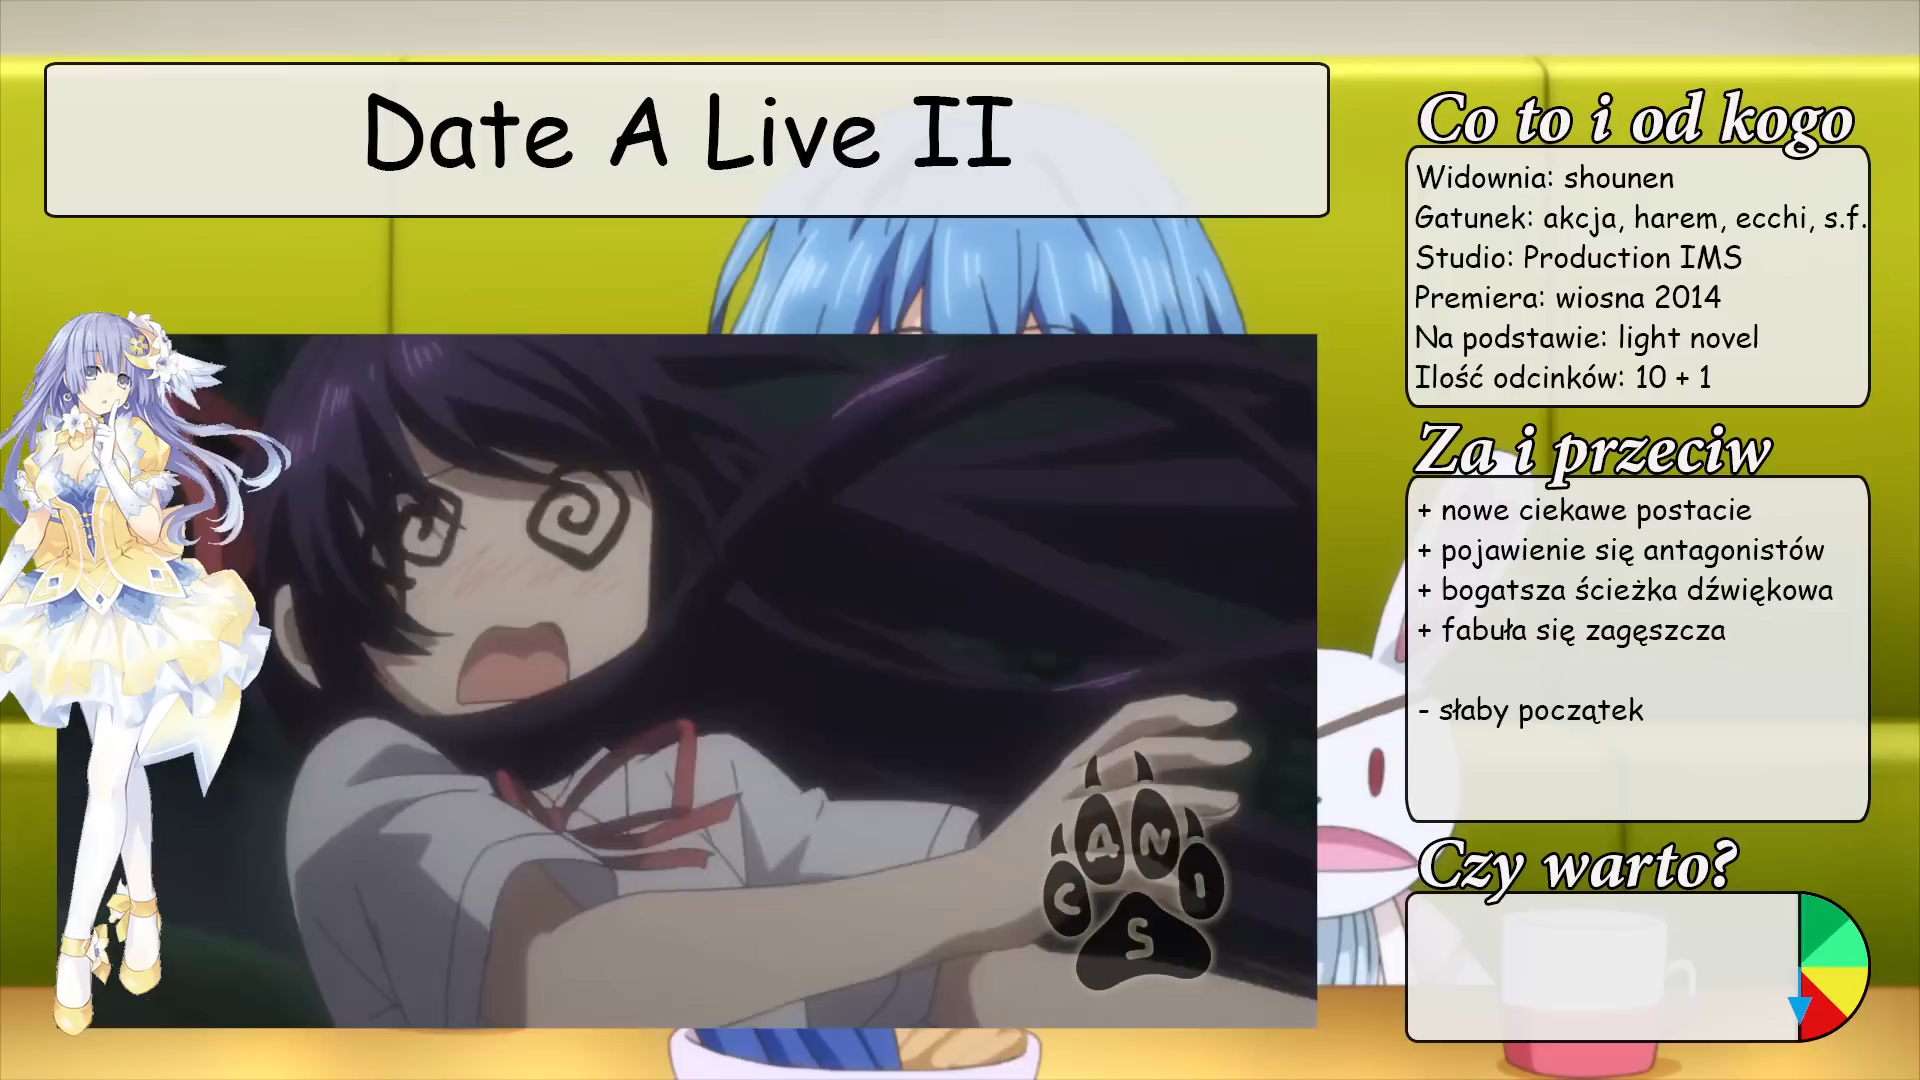 Date A Live II
Co to i od kogo
Widownia: shounen
Gatunek: akcja, harem, ecchi, s.f.
Studio: Production IMS
Premiera: wiosna 2014
Na podstawie: light novel
Ilość odcinków: 10 + 1
Za i przeciw
+ nowe ciekawe postacie
+ pojawienie się antagonistów
+ bogatsza ścieżka dźwiękowa
+ fabuła się zagęszcza
- słaby początek
Czy warto?
CANIS